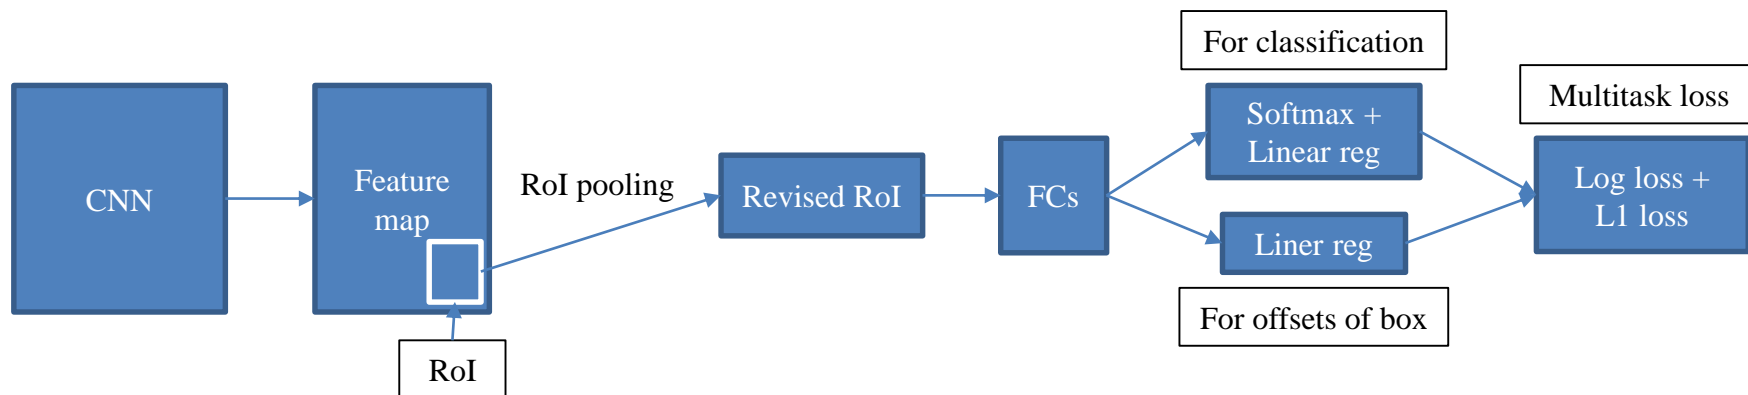 CNN
Feature
map
RoI
RoI pooling
Revised RoI
FCs
For classification
Softmax +
Linear reg
Liner reg
For offsets of box
Multitask loss
Log loss +
L1 loss